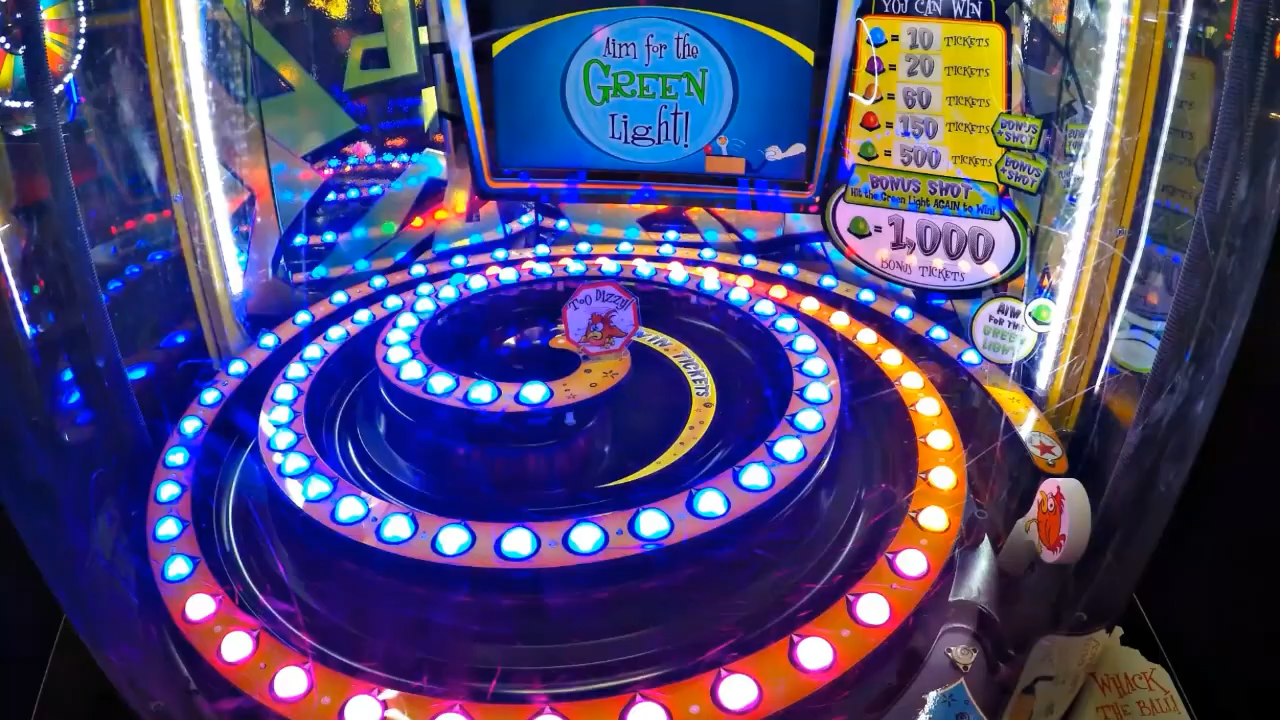 Aim for the
GREEN
Light!
YOU CAN WIN
= 10 TICKETS
= 20 TICKETS
= 60 TICKETS
= 150 TICKETS
BONUS SHOT
= 500 TICKETS
BONUS SHOT
BONUS SHOT
Hit the Green Light AGAIN to Win!
= 1,000
BONUS TICKETS
AIM
FOR THE
GREEN
LIGHT
TOO DIZZY!
TICKETS
WHACK
THE BALL!